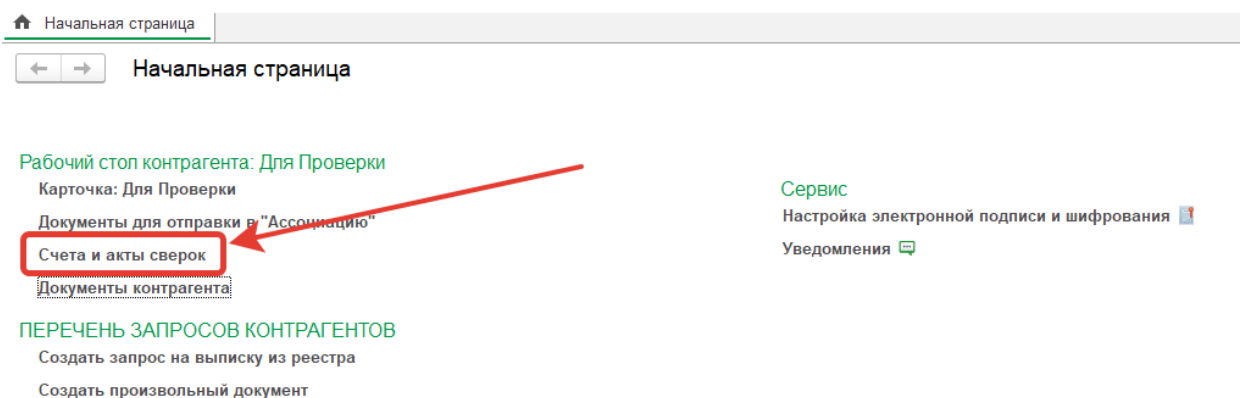 Начальная страница
Начальная страница
Рабочий стол контрагента: Для Проверки
Карточка: Для Проверки
Документы для отправки в "Ассоциацию"
Счета и акты сверок
Документы контрагента
ПЕРЕЧЕНЬ ЗАПРОСОВ КОНТРАГЕНТОВ
Создать запрос на выписку из реестра
Создать произвольный документ
Сервис
Настройка электронной подписи и шифрования
Уведомления